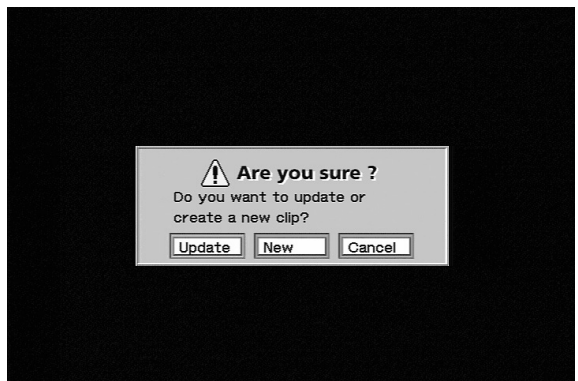 Are you sure ?
Do you want to update or
create a new clip?
Update New Cancel